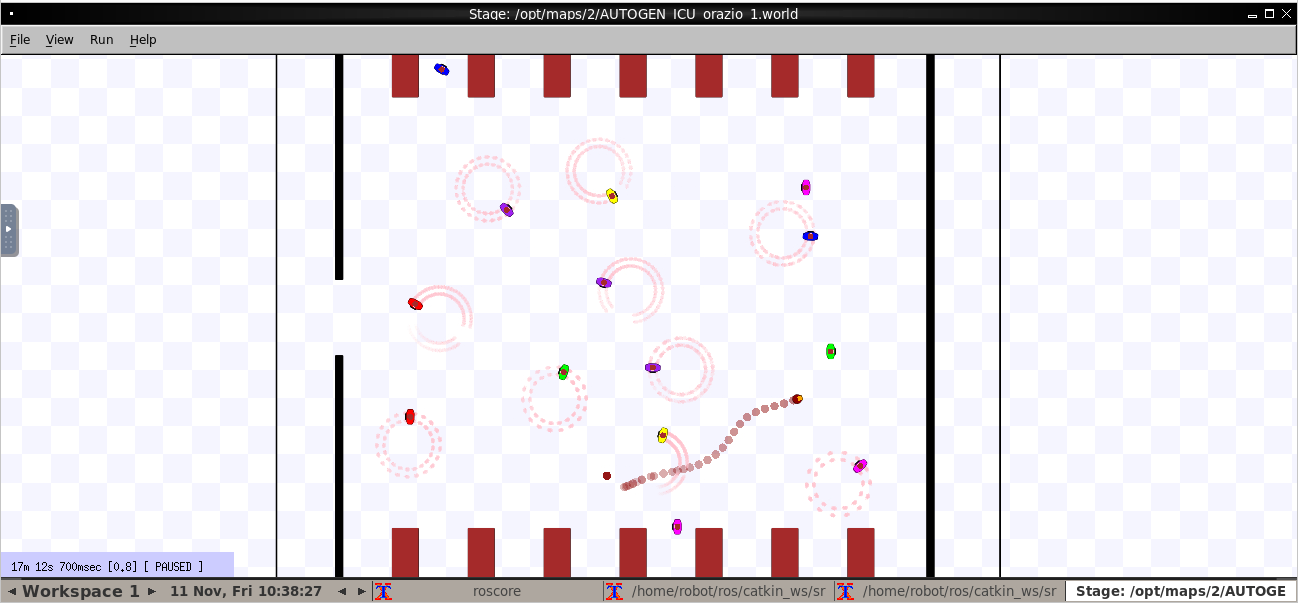 Stage: /opt/maps/2/AUTOGEN_ICU_orazio_1.world
File View Run Help
17m 12s 700msec [0.8] [ PAUSED ]
Workspace 1 11 Nov, Fri 10:38:27 roscore /home/robot/ros/catkin_ws/sr /home/robot/ros/catkin_ws/sr Stage: /opt/maps/2/AUTOGE